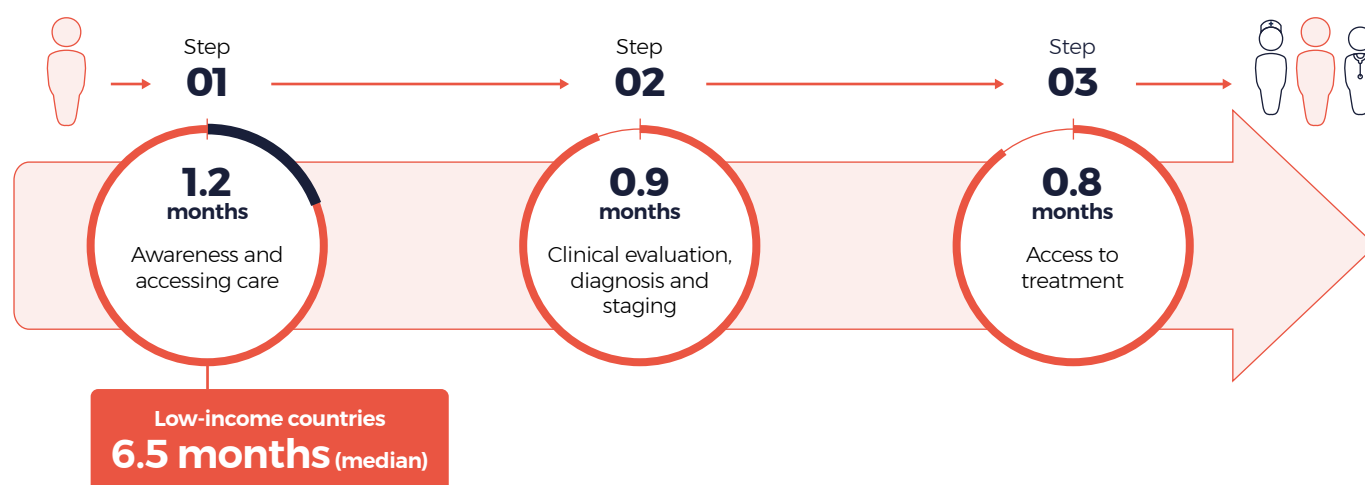 Step
01
Step
02
Step
03
1.2
months
Awareness and
accessing care
0.9
months
Clinical evaluation,
diagnosis and
staging
0.8
months
Access to
treatment
Low-income countries
6.5 months (median)